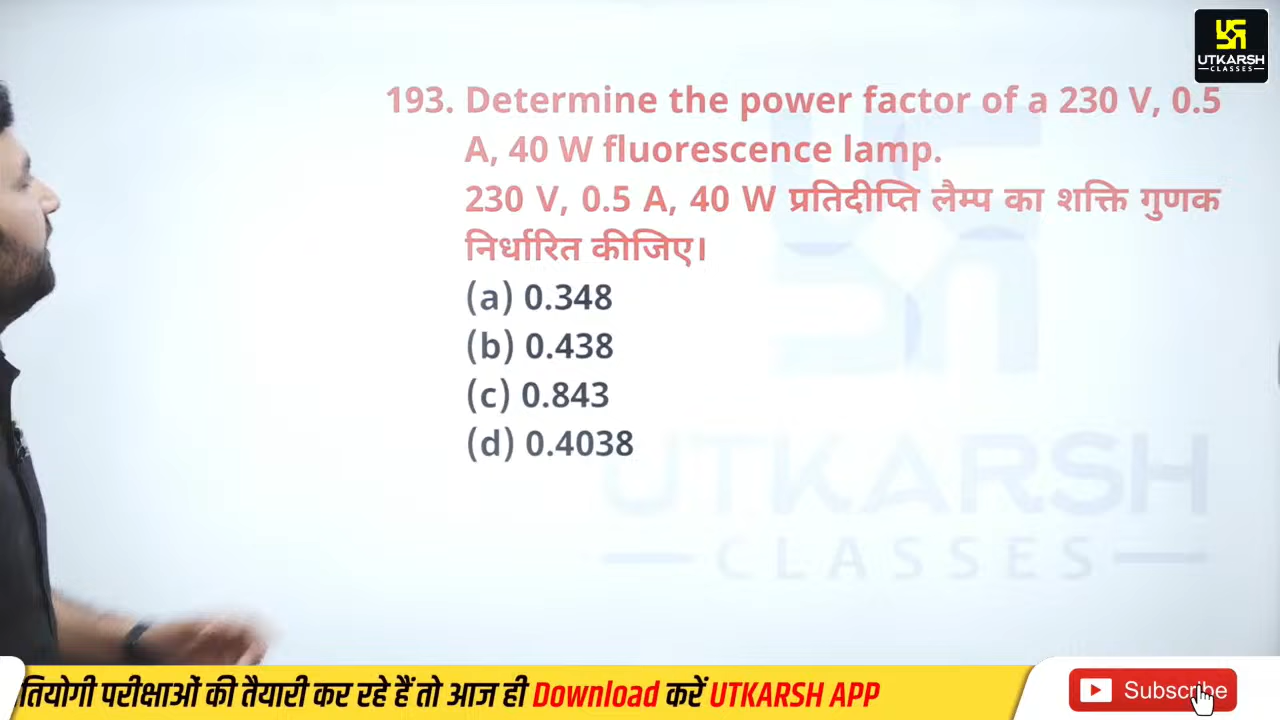 UTKARSH
CLASSES
193. Determine the power factor of a 230 V, 0.5
A, 40 W fluorescence lamp.
230 V, 0.5 A, 40 W प्रतिदीप्ति लैम्प का शक्ति गुणक
निर्धारित कीजिए।
(a) 0.348
(b) 0.438
(c) 0.843
(d) 0.4038
UTKARSH
CLASSES
तियोगी परीक्षाओं की तैयारी कर रहे हैं तो आज ही Download करें UTKARSH APP
Subscribe